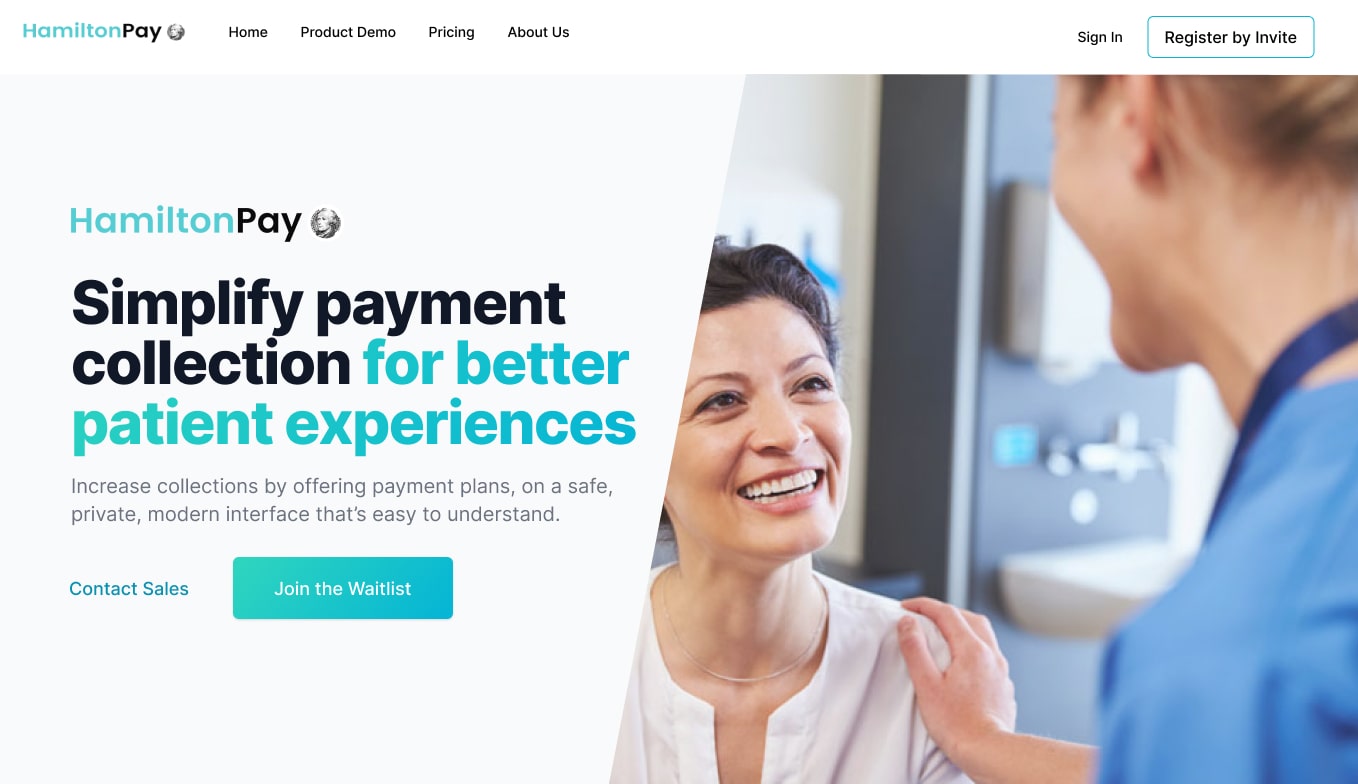 HamiltonPay
Home
Product Demo
Pricing
About Us
Sign In
Register by Invite
HamiltonPay
Simplify payment
collection for better
patient experiences
Increase collections by offering payment plans, on a safe,
private, modern interface that’s easy to understand.
Contact Sales
Join the Waitlist